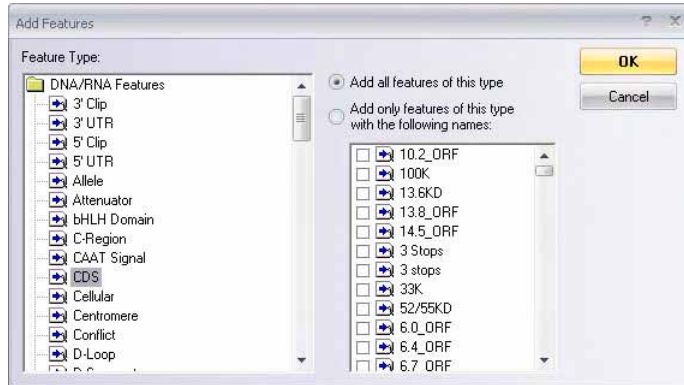 Add Features
Feature Type:
DNA/RNA Features
3' Clip
3' UTR
5' Clip
5' UTR
Allele
Attenuator
bHLH Domain
C-Region
CAAT Signal
CDS
Cellular
Centromere
Conflict
D-Loop
Add all features of this type
Add only features of this type
with the following names:
10.2_ORF
100K
13.6KD
13.8_ORF
14.5_ORF
3 Stops
3 stops
33K
52/55KD
6.0_ORF
6.4_ORF
6.7_ORF
OK
Cancel